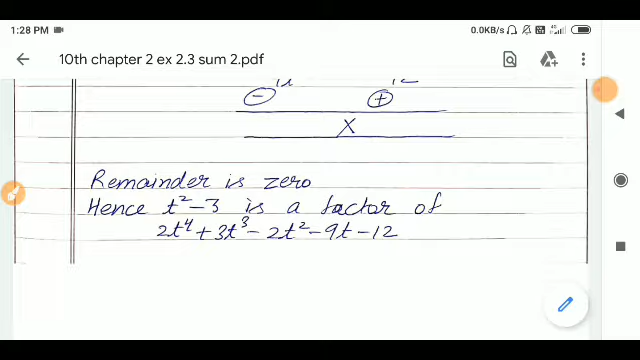 1:28 PM 0.0KB/s
10th chapter 2 ex 2.3 sum 2.pdf
− +
X
Remainder is zero
Hence t² − 3 is a factor of
2t⁴ + 3t³ − 2t² − 9t − 12